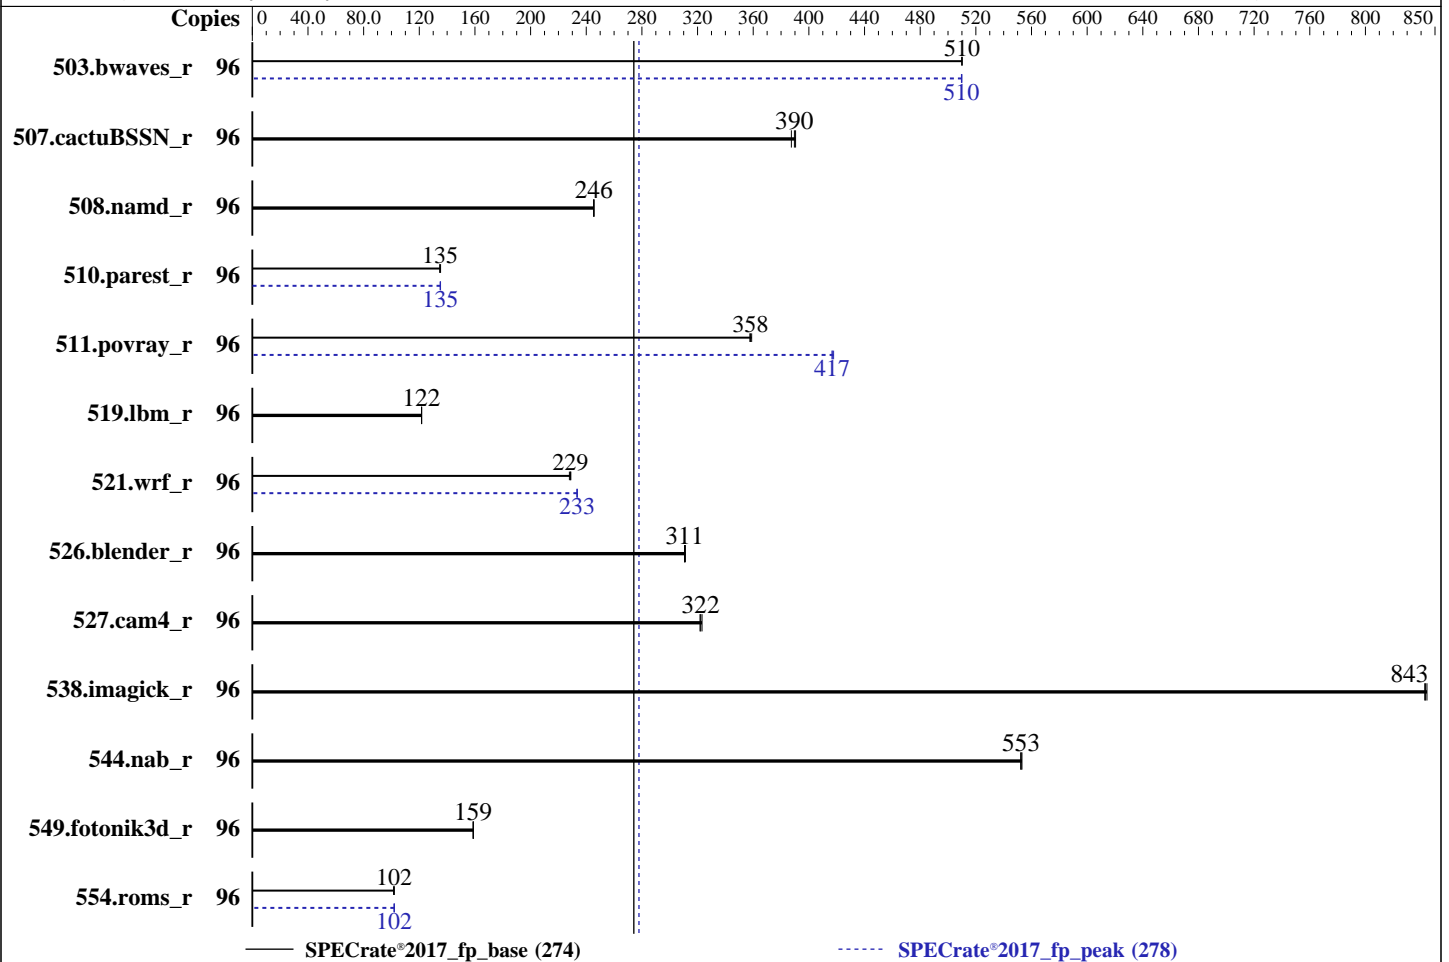 Copies 0 40.0 80.0 120 160 200 240 280 320 360 400 440 480 520 560 600 640 680 720 760 800 850
503.bwaves_r 96 510
510
507.cactuBSSN_r 96 390
508.namd_r 96 246
510.parest_r 96 135
135
511.povray_r 96 358
417
519.lbm_r 96 122
521.wrf_r 96 229
233
526.blender_r 96 311
527.cam4_r 96 322
538.imagick_r 96 843
544.nab_r 96 553
549.fotonik3d_r 96 159
554.roms_r 96 102
102
SPECrate®2017_fp_base (274) SPECrate®2017_fp_peak (278)